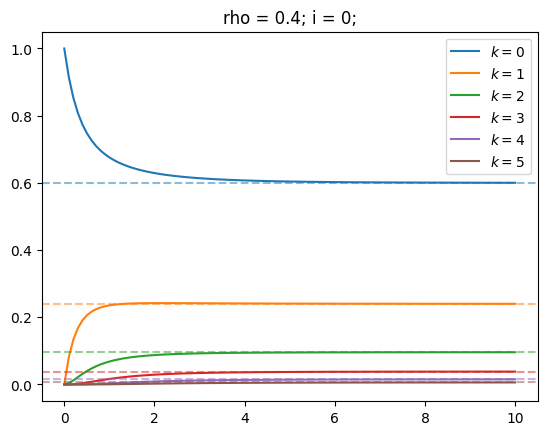 rho = 0.4; i = 0;
1.0
0.8
0.6
0.4
0.2
0.0
k = 0
k = 1
k = 2
k = 3
k = 4
k = 5
0
2
4
6
8
10